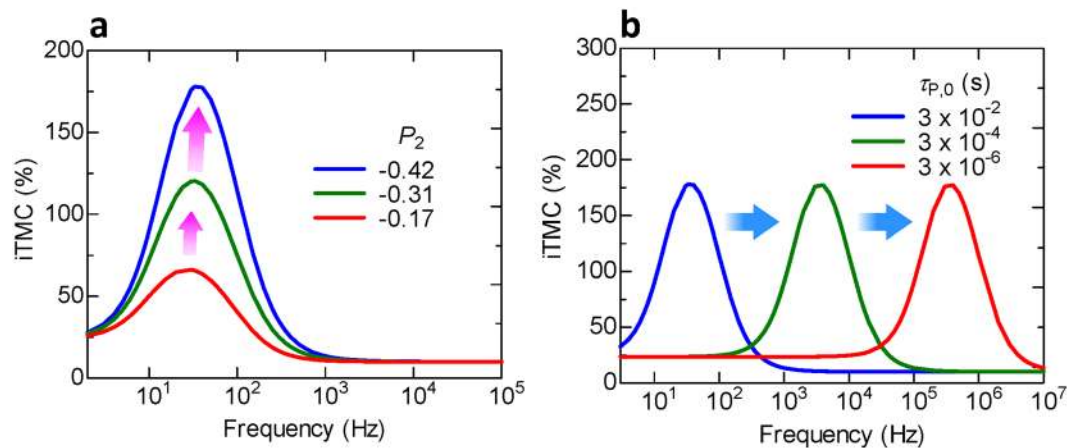 a
200
150
100
50
0
iTMC (%)
P₂
-0.42
-0.31
-0.17
10¹ 10² 10³ 10⁴ 10⁵
Frequency (Hz)
b
300
250
200
150
100
50
0
iTMC (%)
τP,0 (s)
3 x 10⁻²
3 x 10⁻⁴
3 x 10⁻⁶
10¹ 10² 10³ 10⁴ 10⁵ 10⁶ 10⁷
Frequency (Hz)